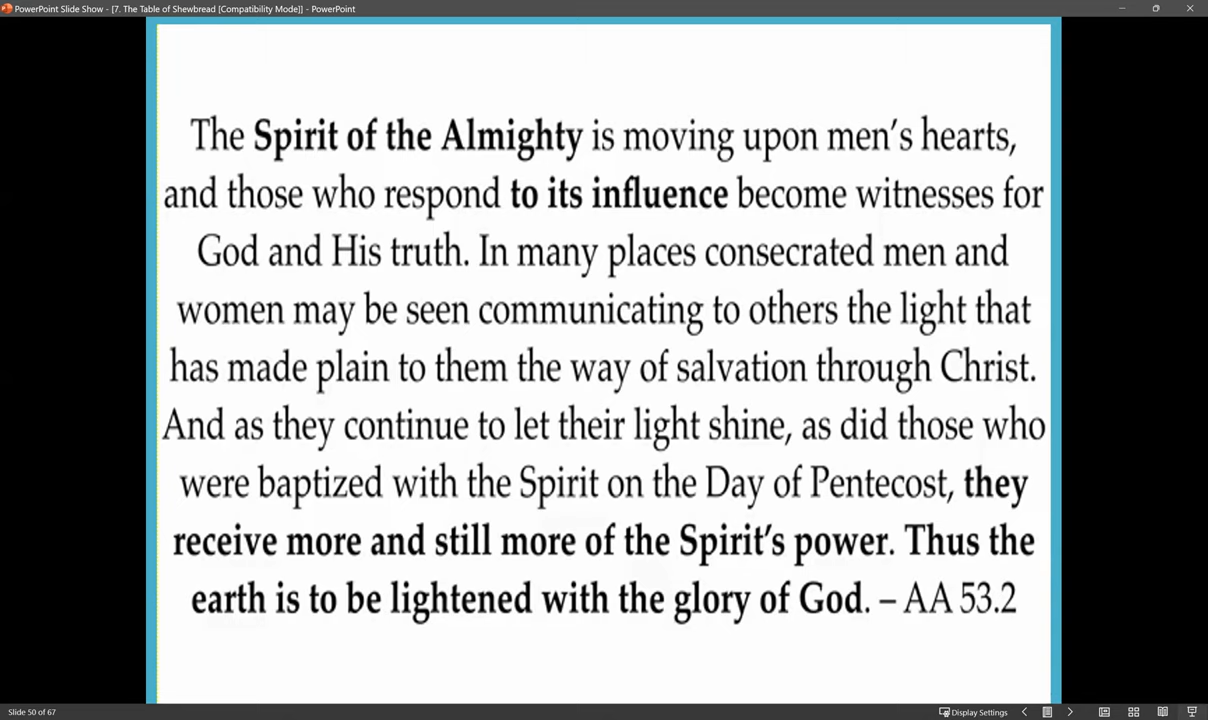 PowerPoint Slide Show - [7. The Table of Shewbread [Compatibility Mode]] - PowerPoint
The Spirit of the Almighty is moving upon men's hearts,
and those who respond to its influence become witnesses for
God and His truth. In many places consecrated men and
women may be seen communicating to others the light that
has made plain to them the way of salvation through Christ.
And as they continue to let their light shine, as did those who
were baptized with the Spirit on the Day of Pentecost, they
receive more and still more of the Spirit's power. Thus the
earth is to be lightened with the glory of God. – AA 53.2
Slide 50 of 67
Display Settings